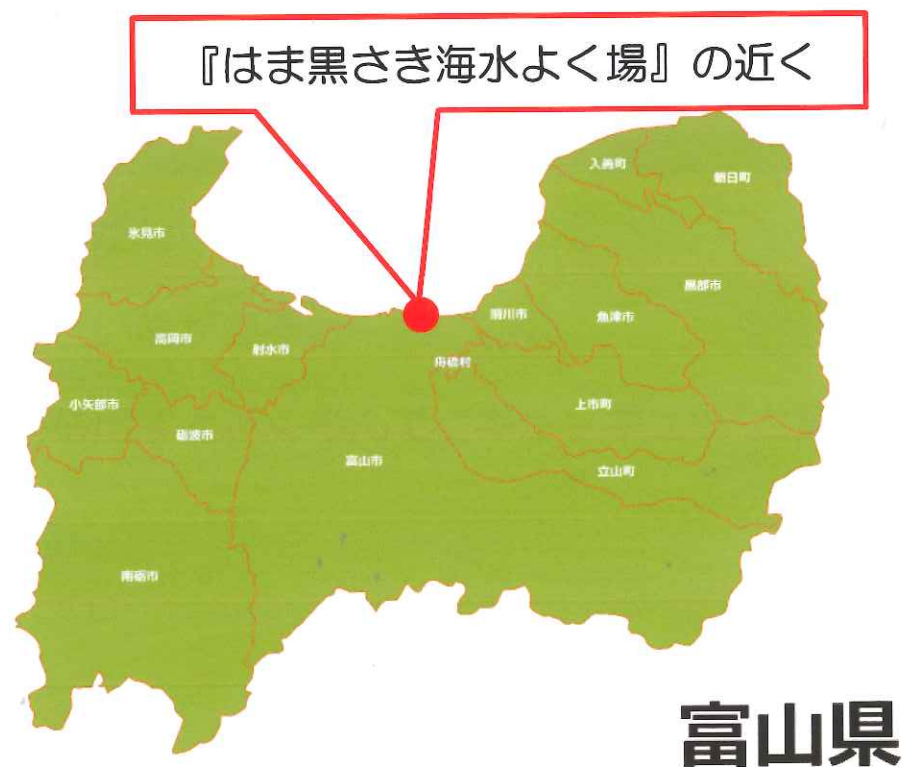 『はま黒さき海水よく場』の近く
入善町
朝日町
氷見市
黒部市
滑川市
魚津市
高岡市
射水市
舟橋村
小矢部市
上市町
砺波市
富山市
立山町
南砺市
富山県